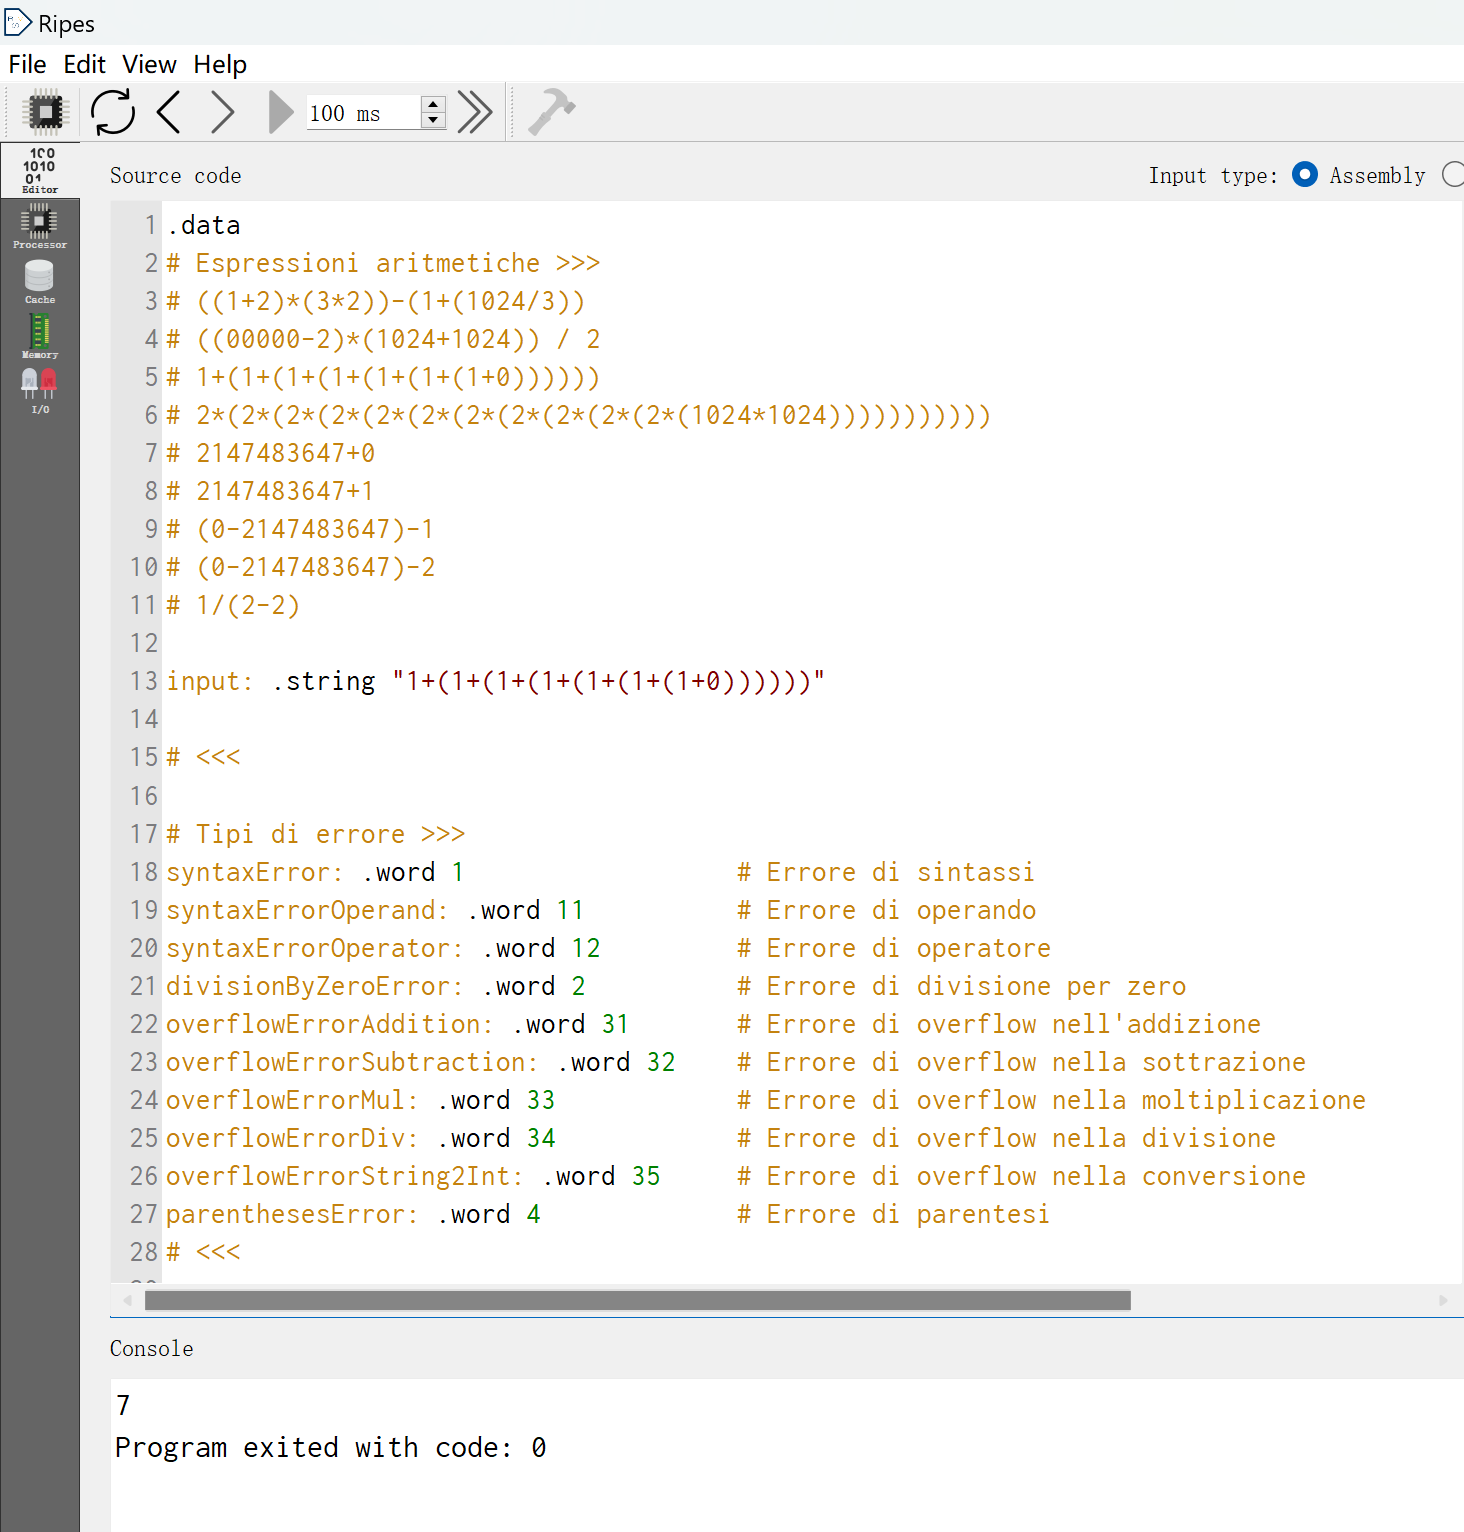 Ripes
File Edit View Help
100 ms
Editor
Processor
Cache
Memory
I/O
Source code
Input type: Assembly
1 .data
2 # Espressioni aritmetiche >>>
3 # ((1+2)*(3*2))-(1+(1024/3))
4 # ((00000-2)*(1024+1024)) / 2
5 # 1+(1+(1+(1+(1+(1+(1+0))))))
6 # 2*(2*(2*(2*(2*(2*(2*(2*(2*(2*(2*(1024*1024)))))))))))
7 # 2147483647+0
8 # 2147483647+1
9 # (0-2147483647)-1
10 # (0-2147483647)-2
11 # 1/(2-2)
12
13 input: .string "1+(1+(1+(1+(1+(1+(1+0))))))"
14
15 # <<<
16
17 # Tipi di errore >>>
18 syntaxError: .word 1 # Errore di sintassi
19 syntaxErrorOperand: .word 11 # Errore di operando
20 syntaxErrorOperator: .word 12 # Errore di operatore
21 divisionByZeroError: .word 2 # Errore di divisione per zero
22 overflowErrorAddition: .word 31 # Errore di overflow nell'addizione
23 overflowErrorSubtraction: .word 32 # Errore di overflow nella sottrazione
24 overflowErrorMul: .word 33 # Errore di overflow nella moltiplicazione
25 overflowErrorDiv: .word 34 # Errore di overflow nella divisione
26 overflowErrorString2Int: .word 35 # Errore di overflow nella conversione
27 parenthesesError: .word 4 # Errore di parentesi
28 # <<<
Console
7
Program exited with code: 0